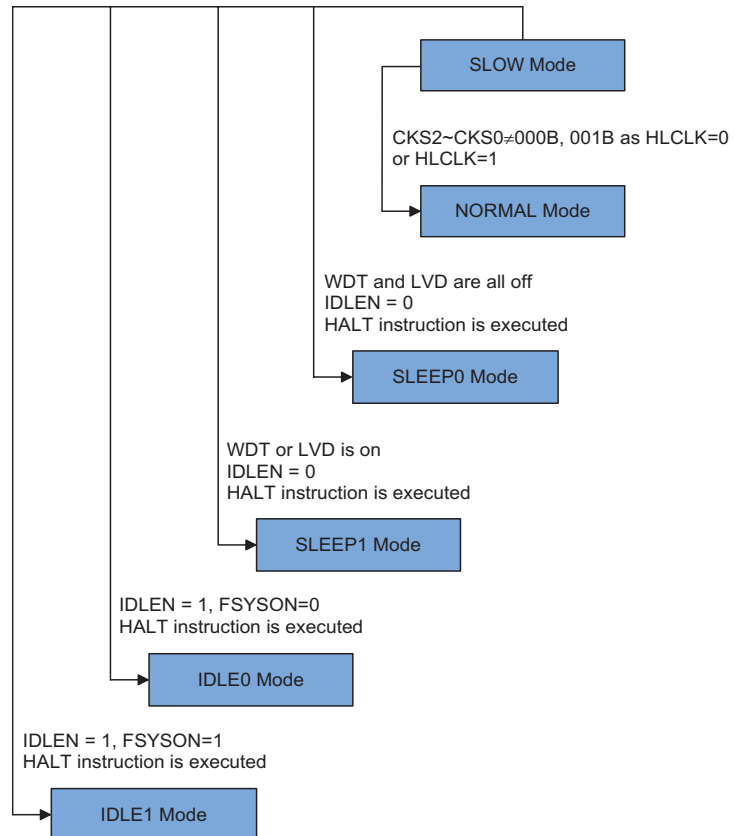 SLOW Mode
CKS2~CKS0≠000B, 001B as HLCLK=0
or HLCLK=1
NORMAL Mode
WDT and LVD are all off
IDLEN = 0
HALT instruction is executed
SLEEP0 Mode
WDT or LVD is on
IDLEN = 0
HALT instruction is executed
SLEEP1 Mode
IDLEN = 1, FSYSON=0
HALT instruction is executed
IDLE0 Mode
IDLEN = 1, FSYSON=1
HALT instruction is executed
IDLE1 Mode